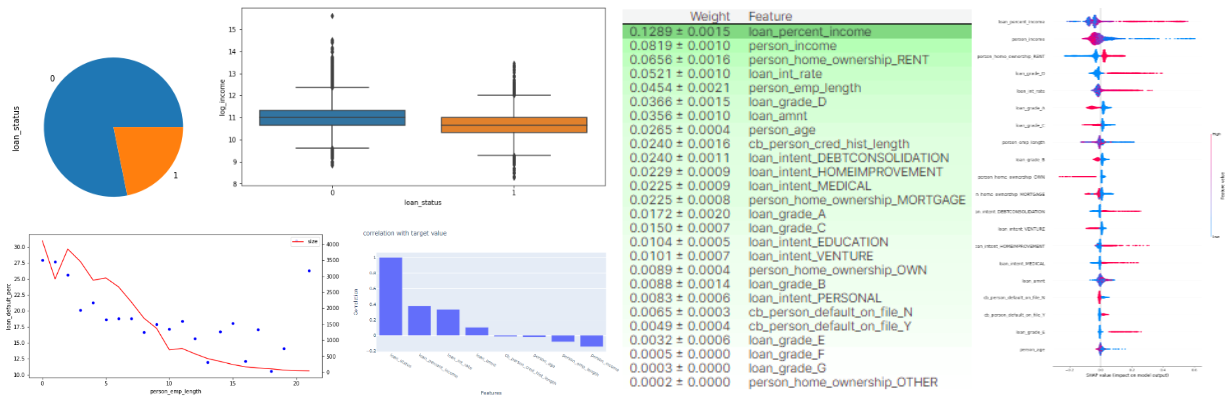 loan_status
0
1
log_income
16
15
14
13
12
11
10
9
8
0
1
loan_status
loan_default_perc
30.0
27.5
25.0
22.5
20.0
17.5
15.0
12.5
10.0
size
4000
3500
3000
2500
2000
1500
1000
500
0
0
5
10
15
20
person_emp_length
correlation with target value
Correlation
1
0.8
0.6
0.4
0.2
0
−0.2
loan_status
loan_percent_income
loan_int_rate
loan_amnt
cb_person_cred_hist_length
person_age
person_emp_length
person_income
Features
Weight Feature
0.1289 ± 0.0015 loan_percent_income
0.0819 ± 0.0010 person_income
0.0656 ± 0.0016 person_home_ownership_RENT
0.0521 ± 0.0010 loan_int_rate
0.0454 ± 0.0021 person_emp_length
0.0366 ± 0.0015 loan_grade_D
0.0356 ± 0.0010 loan_amnt
0.0265 ± 0.0004 person_age
0.0240 ± 0.0016 cb_person_cred_hist_length
0.0240 ± 0.0011 loan_intent_DEBTCONSOLIDATION
0.0229 ± 0.0009 loan_intent_HOMEIMPROVEMENT
0.0225 ± 0.0009 loan_intent_MEDICAL
0.0225 ± 0.0008 person_home_ownership_MORTGAGE
0.0172 ± 0.0020 loan_grade_A
0.0150 ± 0.0007 loan_grade_C
0.0104 ± 0.0005 loan_intent_EDUCATION
0.0101 ± 0.0007 loan_intent_VENTURE
0.0089 ± 0.0004 person_home_ownership_OWN
0.0088 ± 0.0014 loan_grade_B
0.0083 ± 0.0006 loan_intent_PERSONAL
0.0065 ± 0.0003 cb_person_default_on_file_N
0.0049 ± 0.0004 cb_person_default_on_file_Y
0.0032 ± 0.0006 loan_grade_E
0.0005 ± 0.0000 loan_grade_F
0.0003 ± 0.0000 loan_grade_G
0.0002 ± 0.0000 person_home_ownership_OTHER
loan_percent_income
person_income
person_home_ownership_RENT
loan_grade_D
loan_int_rate
loan_grade_A
loan_grade_C
person_emp_length
loan_grade_B
person_home_ownership_OWN
n_home_ownership_MORTGAGE
an_intent_DEBTCONSOLIDATION
loan_intent_VENTURE
can_intent_HOMEIMPROVEMENT
loan_intent_MEDICAL
loan_amnt
cb_person_default_on_file_N
cb_person_default_on_file_Y
loan_grade_E
person_age
SHAP value (impact on model output)
High
Feature value
Low